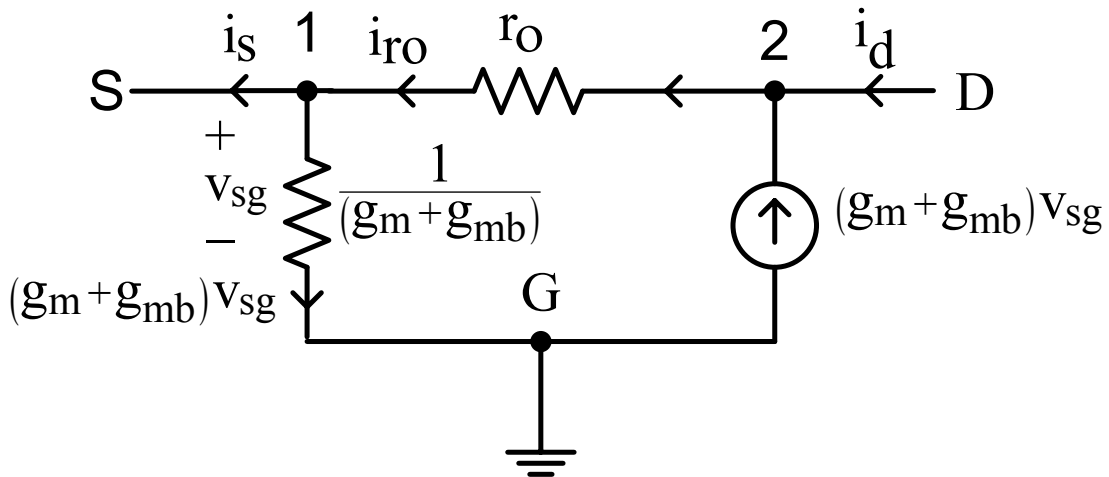 i_s 1 i_ro r_o 2 i_d
S D
+
v_sg
−
1/(g_m+g_mb)
(g_m+g_mb)v_sg
(g_m+g_mb)v_sg
G